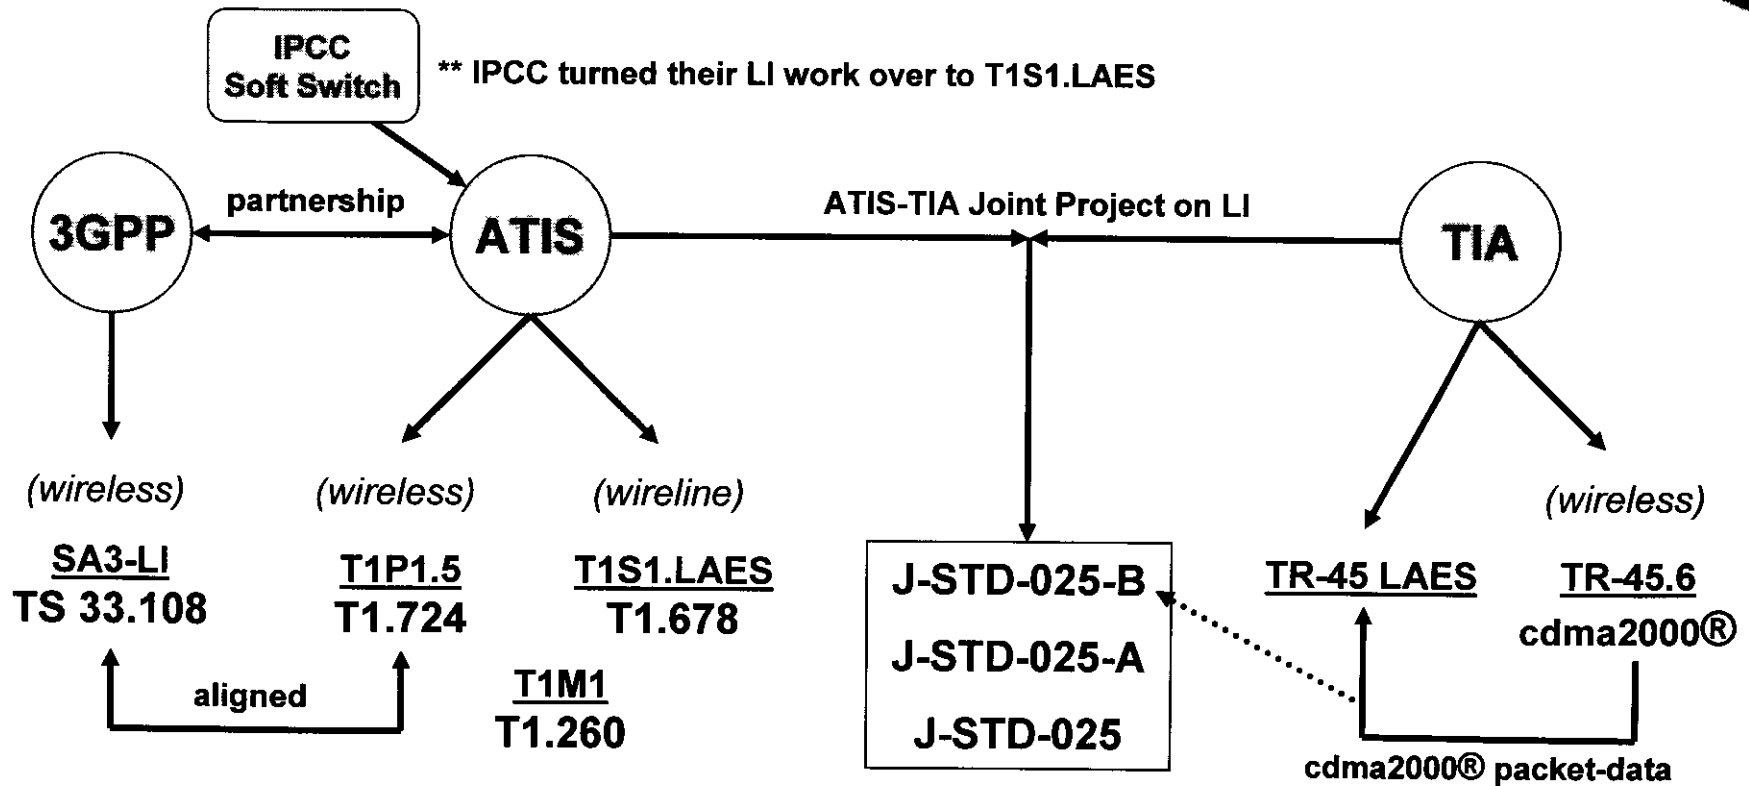 IPCC
Soft Switch
** IPCC turned their LI work over to T1S1.LAES
3GPP
partnership
ATIS
ATIS-TIA Joint Project on LI
TIA
(wireless)
SA3-LI
TS 33.108
(wireless)
T1P1.5
T1.724
(wireline)
T1S1.LAES
T1.678
aligned
T1M1
T1.260
J-STD-025-B
J-STD-025-A
J-STD-025
TR-45 LAES
(wireless)
TR-45.6
cdma2000®
cdma2000® packet-data